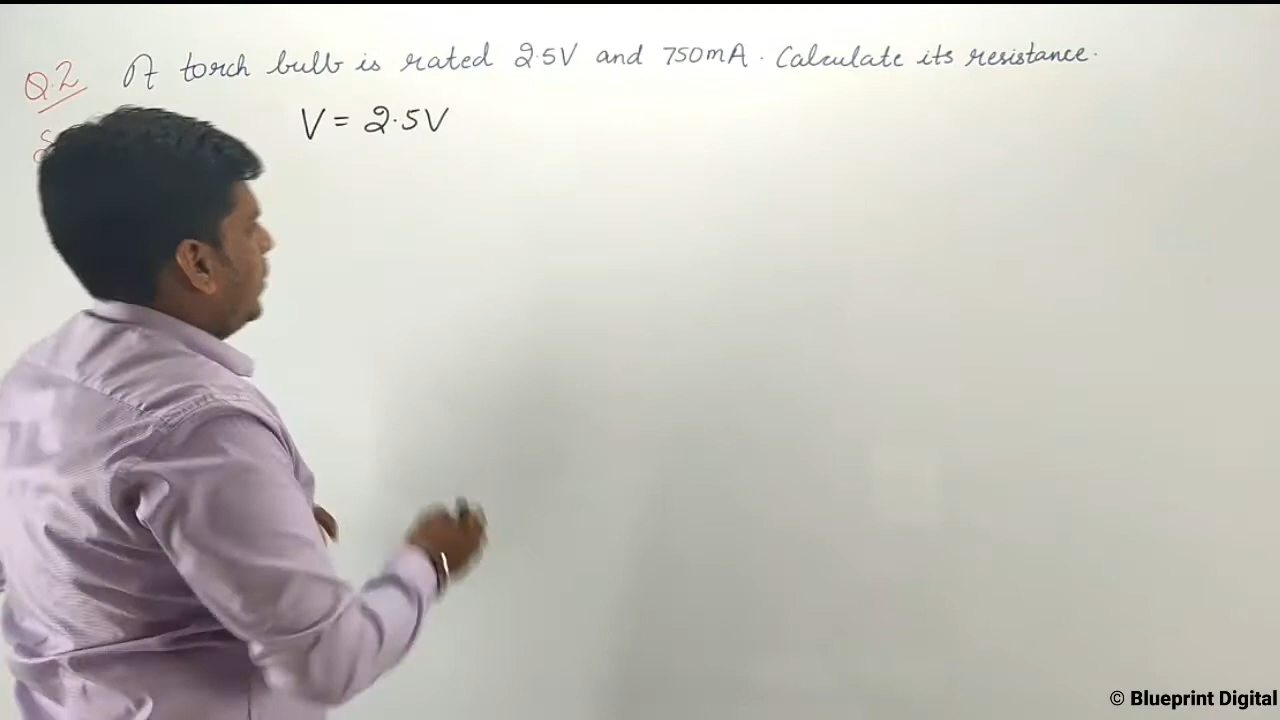 Q.2 A torch bulb is rated 2.5V and 750mA. Calculate its resistance.
V = 2.5V
© Blueprint Digital